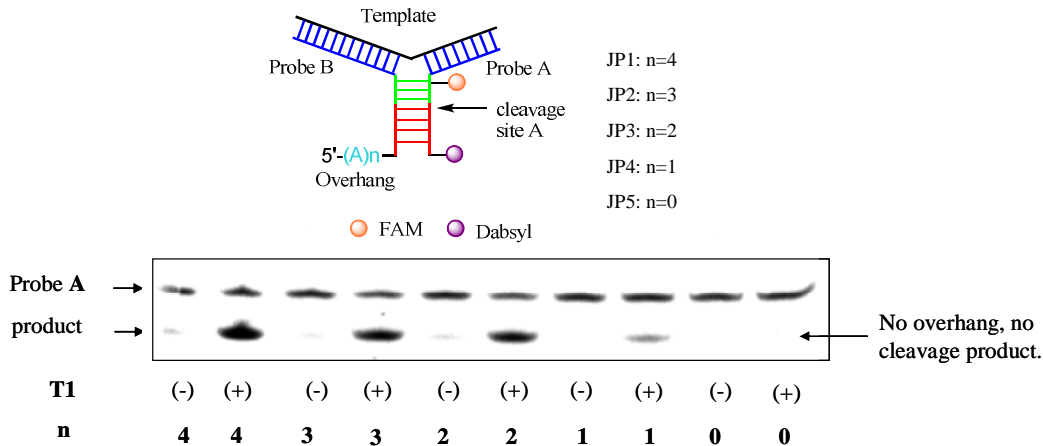 Template
Probe B
Probe A
cleavage
site A
5'-(A)n
Overhang
FAM
Dabsyl
JP1: n=4
JP2: n=3
JP3: n=2
JP4: n=1
JP5: n=0
Probe A
product
No overhang, no
cleavage product.
T1 (-) (+) (-) (+) (-) (+) (-) (+) (-) (+)
n 4 4 3 3 2 2 1 1 0 0